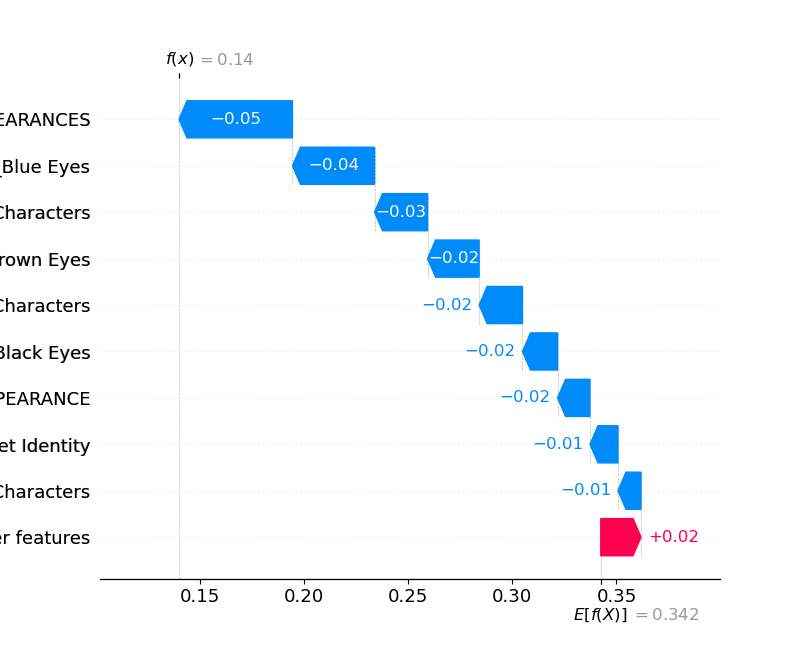 f(x) = 0.14
EARANCES −0.05
_Blue Eyes −0.04
Characters −0.03
rown Eyes −0.02
Characters −0.02
Black Eyes −0.02
PEARANCE −0.02
et Identity −0.01
Characters −0.01
er features +0.02
0.15 0.20 0.25 0.30 0.35
E[f(X)] = 0.342